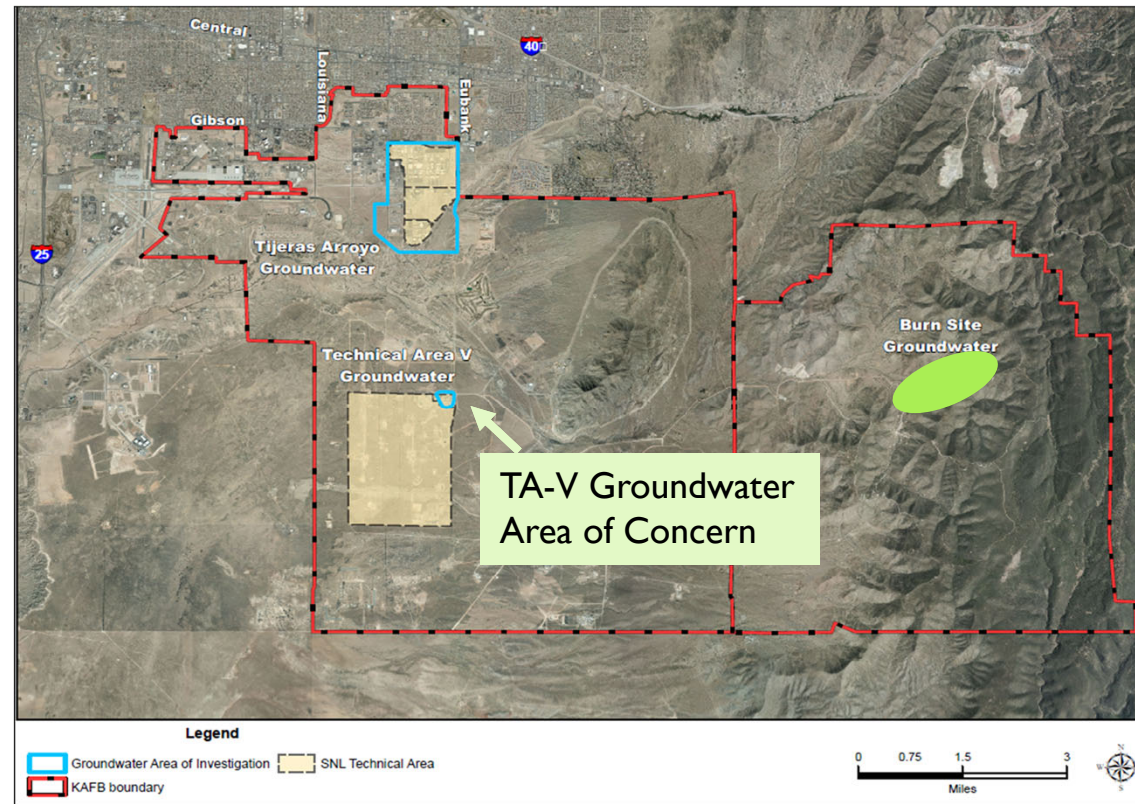 Central
40
Louisiana
Eubank
Gibson
25
Tijeras Arroyo
Groundwater
Burn Site
Groundwater
Technical Area V
Groundwater
TA-V Groundwater
Area of Concern
Legend
Groundwater Area of Investigation
SNL Technical Area
KAFB boundary
0 0.75 1.5 3
Miles
N
W
S